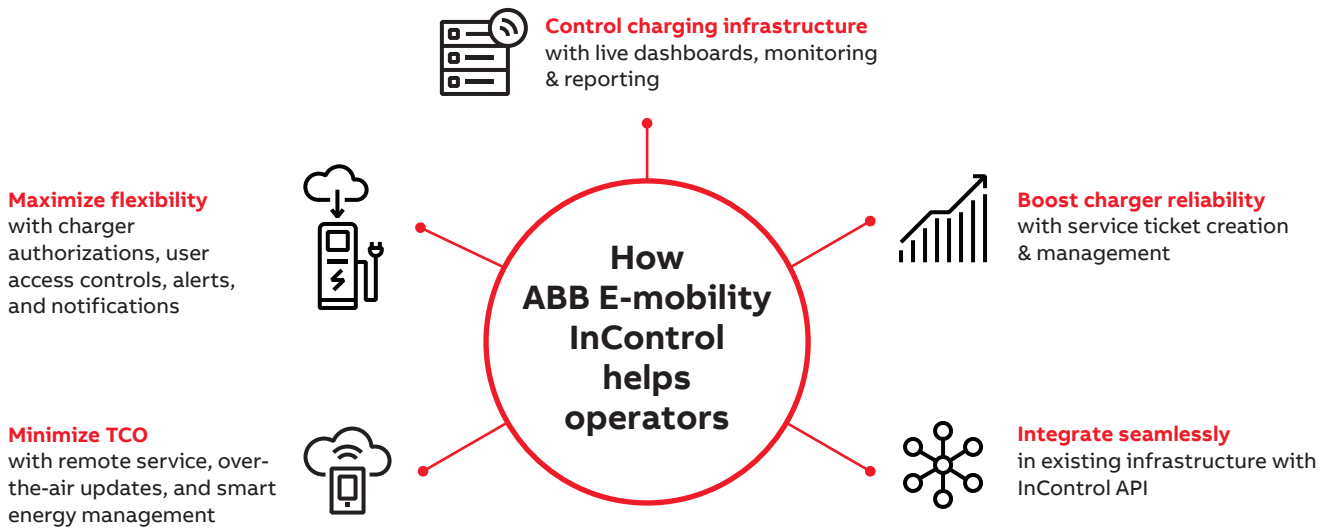 Control charging infrastructure
with live dashboards, monitoring
& reporting
Maximize flexibility
with charger
authorizations, user
access controls, alerts,
and notifications
Boost charger reliability
with service ticket creation
& management
How
ABB E-mobility
InControl
helps
operators
Minimize TCO
with remote service, over-
the-air updates, and smart
energy management
Integrate seamlessly
in existing infrastructure with
InControl API